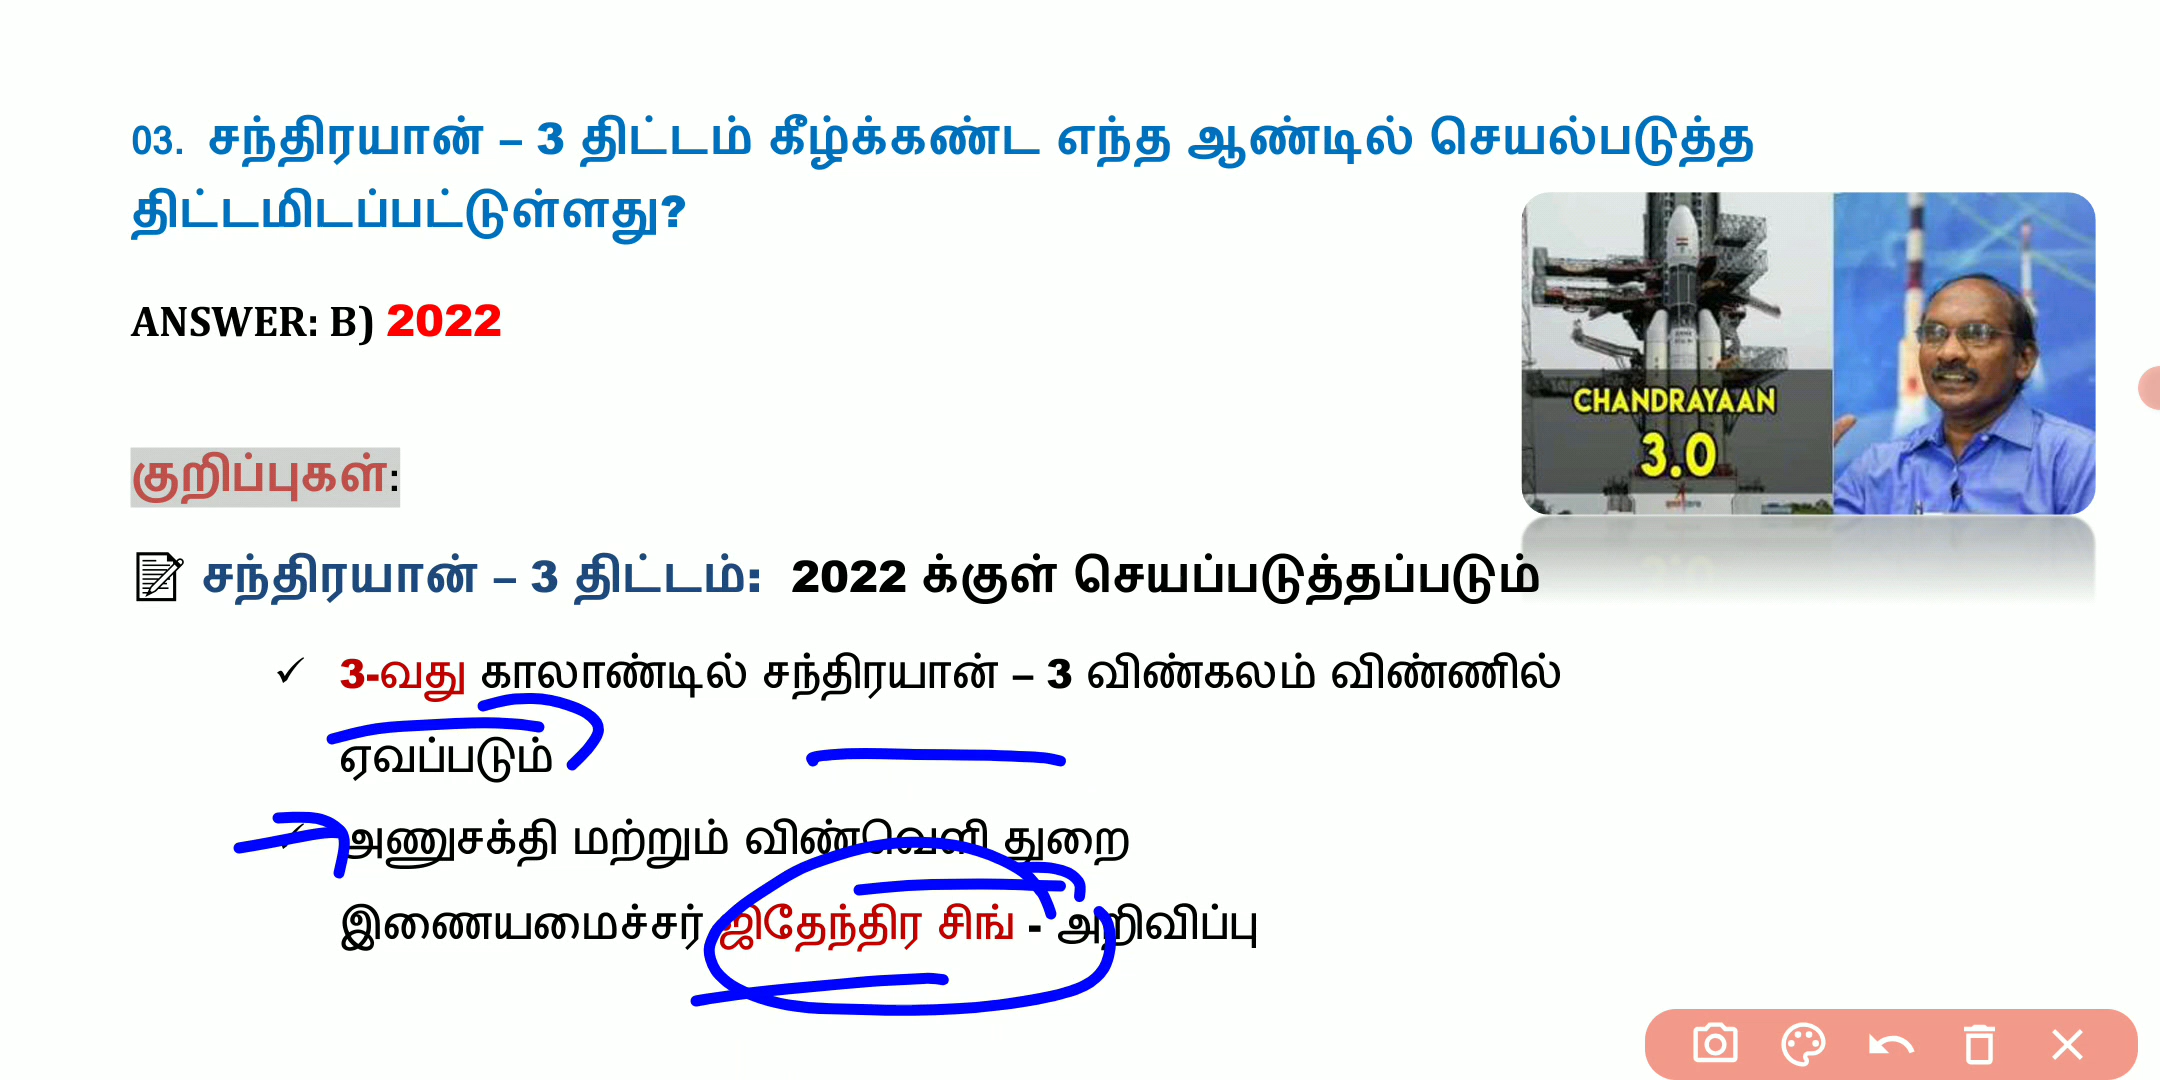 03. சந்திரயான் – 3 திட்டம் கீழ்க்கண்ட எந்த ஆண்டில் செயல்படுத்த
திட்டமிடப்பட்டுள்ளது?
ANSWER: B) 2022
CHANDRAYAAN
3.0
குறிப்புகள்:
சந்திரயான் – 3 திட்டம்: 2022 க்குள் செயப்படுத்தப்படும்
✓ 3-வது காலாண்டில் சந்திரயான் – 3 விண்கலம் விண்ணில்
ஏவப்படும்
✓ அணுசக்தி மற்றும் விண்வெளி துறை
இணையமைச்சர் ஜிதேந்திர சிங் - அறிவிப்பு